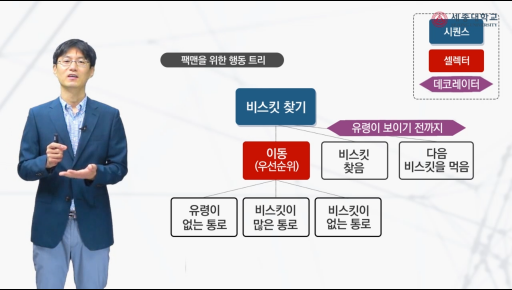 세종대학교
시퀀스
셀렉터
데코레이터
팩맨을 위한 행동 트리
비스킷 찾기
유령이 보이기 전까지
이동
(우선순위)
비스킷
찾음
다음
비스킷을 먹음
유령이
없는 통로
비스킷이
많은 통로
비스킷이
없는 통로